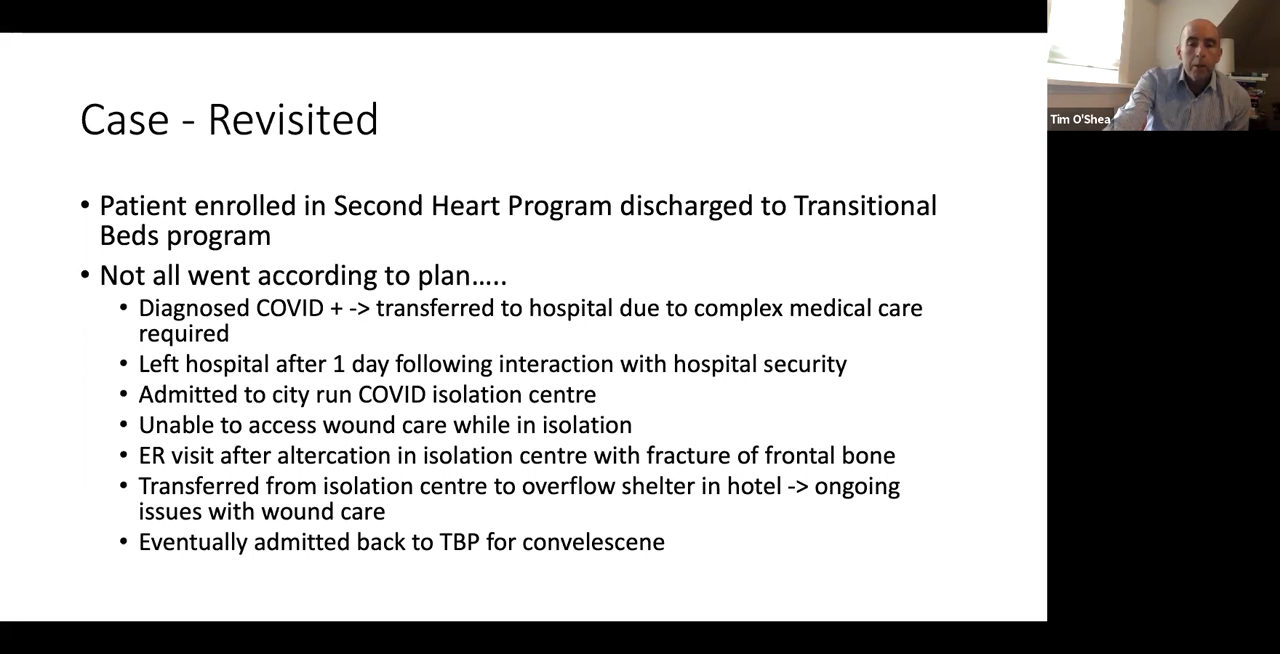 Case - Revisited
Tim O'Shea
• Patient enrolled in Second Heart Program discharged to Transitional
Beds program
• Not all went according to plan.....
• Diagnosed COVID + -> transferred to hospital due to complex medical care
required
• Left hospital after 1 day following interaction with hospital security
• Admitted to city run COVID isolation centre
• Unable to access wound care while in isolation
• ER visit after altercation in isolation centre with fracture of frontal bone
• Transferred from isolation centre to overflow shelter in hotel -> ongoing
issues with wound care
• Eventually admitted back to TBP for convelescene